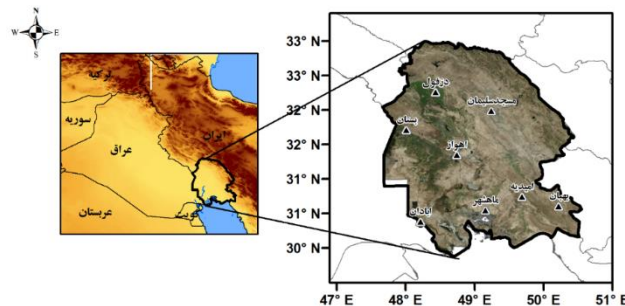 N
W
E
S
ترکیه
سوریه
عراق
ایران
عربستان
کویت
33° N
33° N
32° N
32° N
31° N
31° N
30° N
30° N
دزفول
مسجدسلیمان
بستان
اهواز
امیدیه
بهبهان
ماهشهر
آبادان
47° E
48° E
49° E
50° E
51° E